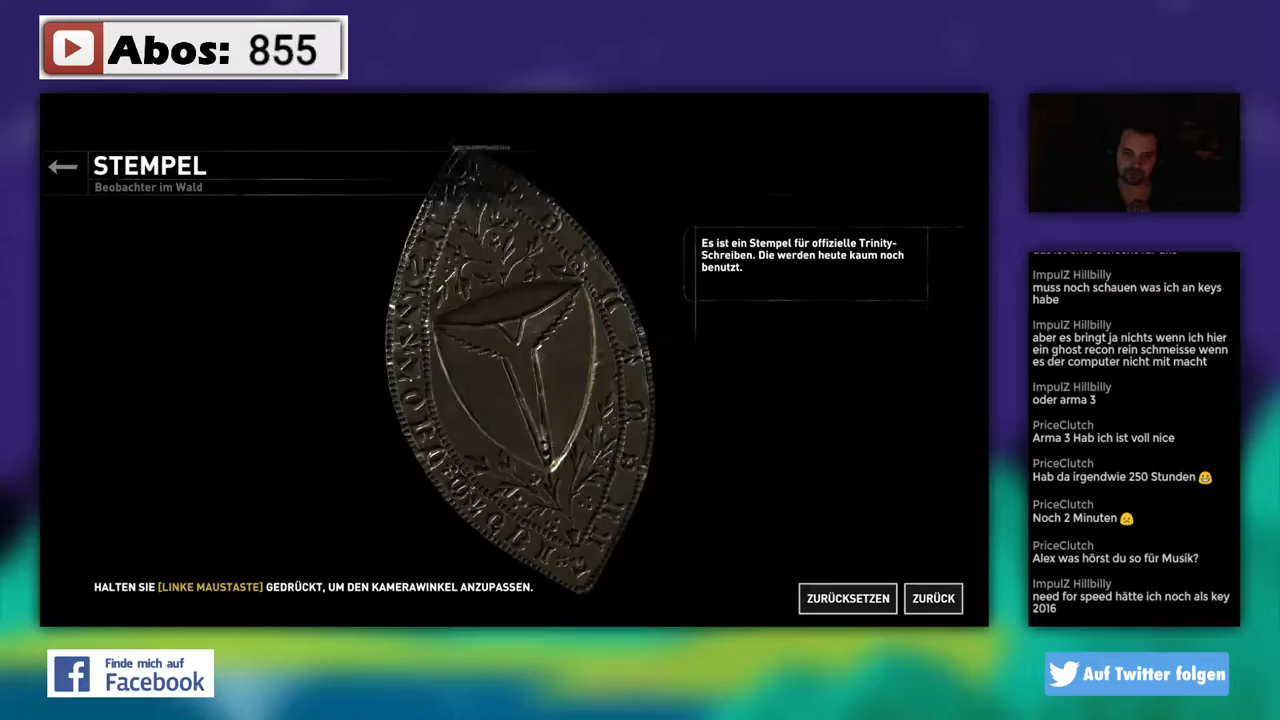 Abos: 855
STEMPEL
Beobachter im Wald
Es ist ein Stempel für offizielle Trinity-
Schreiben. Die werden heute kaum noch
benutzt.
HALTEN SIE [LINKE MAUSTASTE] GEDRÜCKT, UM DEN KAMERAWINKEL ANZUPASSEN.
ZURÜCKSETZEN
ZURÜCK
ImpulZ Hillbilly
muss noch schauen was ich an keys
habe
ImpulZ Hillbilly
aber es bringt ja nichts wenn ich hier
ein ghost recon rein schmeisse wenn
es der computer nicht mit macht
ImpulZ Hillbilly
oder arma 3
PriceClutch
Arma 3 Hab ich ist voll nice
PriceClutch
Hab da irgendwie 250 Stunden 😁
PriceClutch
Noch 2 Minuten 🙁
PriceClutch
Alex was hörst du so für Musik?
ImpulZ Hillbilly
need for speed hätte ich noch als key
2016
Finde mich auf
Facebook
Auf Twitter folgen